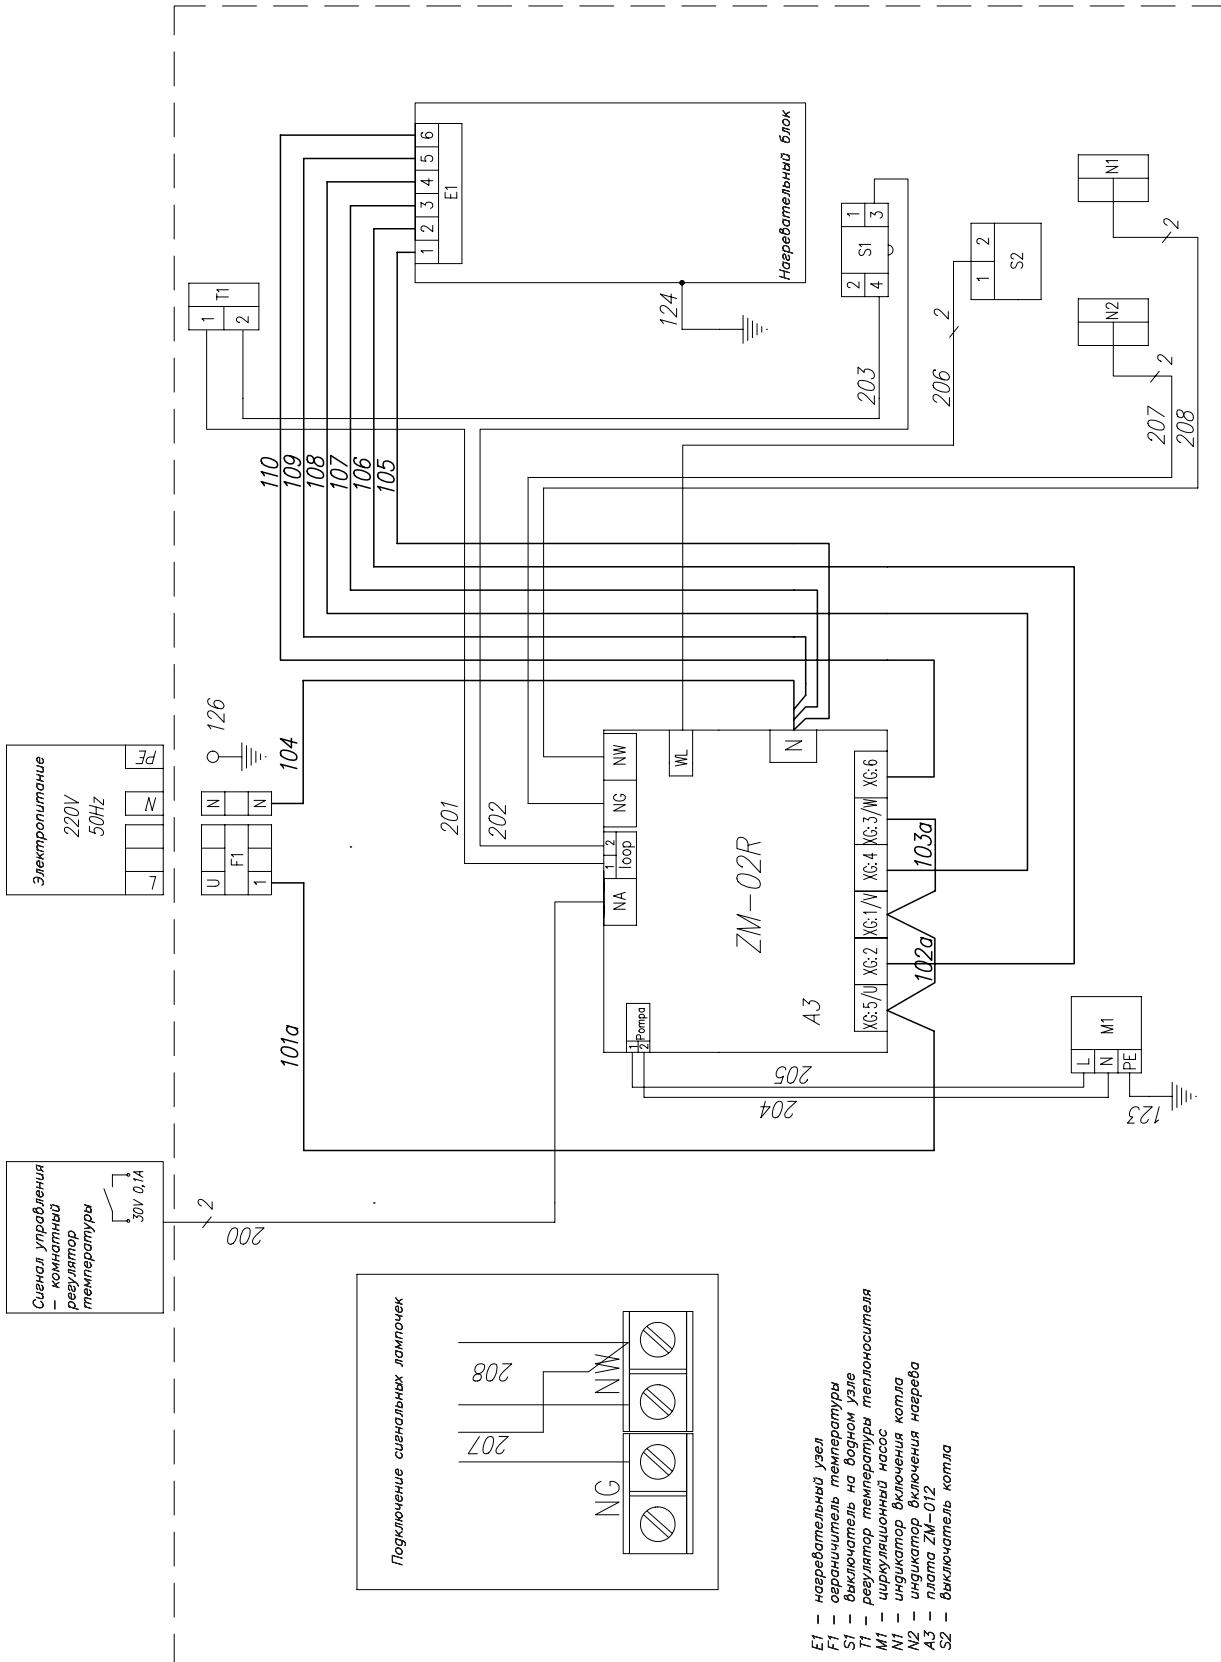 Электропитание
220V
50Hz
L
N
PE
Сигнал управления
– комнатный
регулятор
температуры
30V 0,1A
2
200
U
F1
1
N
N
126
101a
104
T1
1
2
110
109
108
107
106
105
E1
1
2
3
4
5
6
Нагревательный блок
124
S1
2
4
1
3
203
S2
1
2
206
2
N2
N1
2
2
207
208
201
202
NA
1
2
loop
NG
NW
WL
N
ZM-02R
A3
Pompa
1
2
XG:5/U
XG:2
XG:1/V
XG:4
XG:3/W
XG:6
102a
103a
205
204
M1
L
N
PE
123
Подключение сигнальных лампочек
NG
NW
207
208
E1 – нагревательный узел
F1 – ограничитель температуры
S1 – выключатель на водном узле
T1 – регулятор температуры теплоносителя
M1 – циркуляционный насос
N1 – индикатор включения котла
N2 – индикатор включения нагрева
A3 – плата ZM-012
S2 – выключатель котла